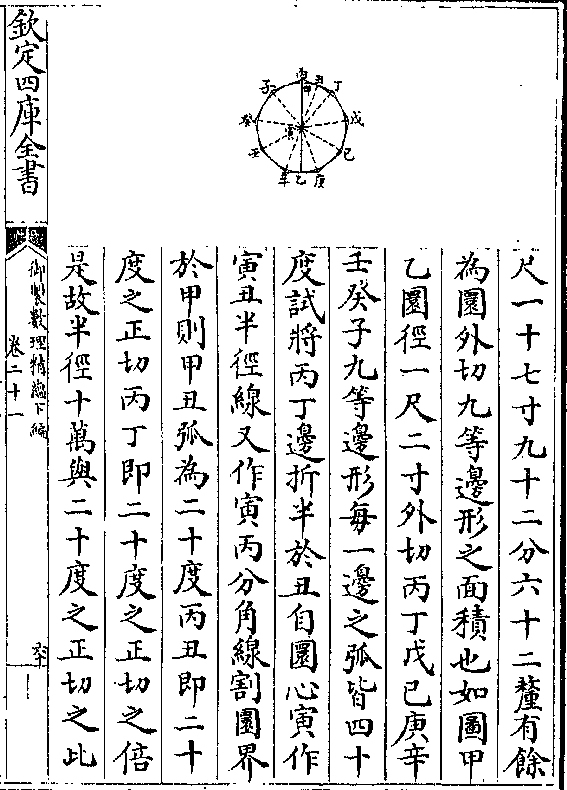 尺一十七寸九十二分六十二釐有餘
為圜外切九等邊形之面積也如圖甲
乙圜徑一尺二寸外切丙丁戊己庚辛
壬癸子九等邊形每一邊之弧皆四十
度試將丙丁邊折半於丑自圜心寅作
寅丑半徑線又作寅丙分角線割圜界
於甲則甲丑弧為二十度丙丑即二十
度之正切丙丁即二十度之正切之倍
是故半徑十萬與二十度之正切之比
欽定四庫全書
御製數理精蘊下編
卷二十一
丑
丁
戊
己
庚
乙
辛
壬
癸
子
寅